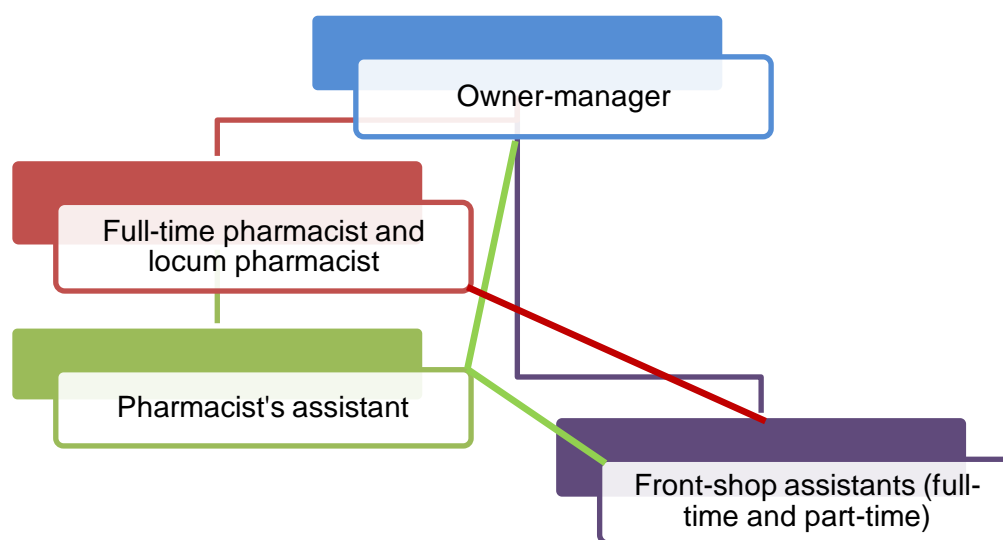 Owner-manager
Full-time pharmacist and
locum pharmacist
Pharmacist's assistant
Front-shop assistants (full-
time and part-time)